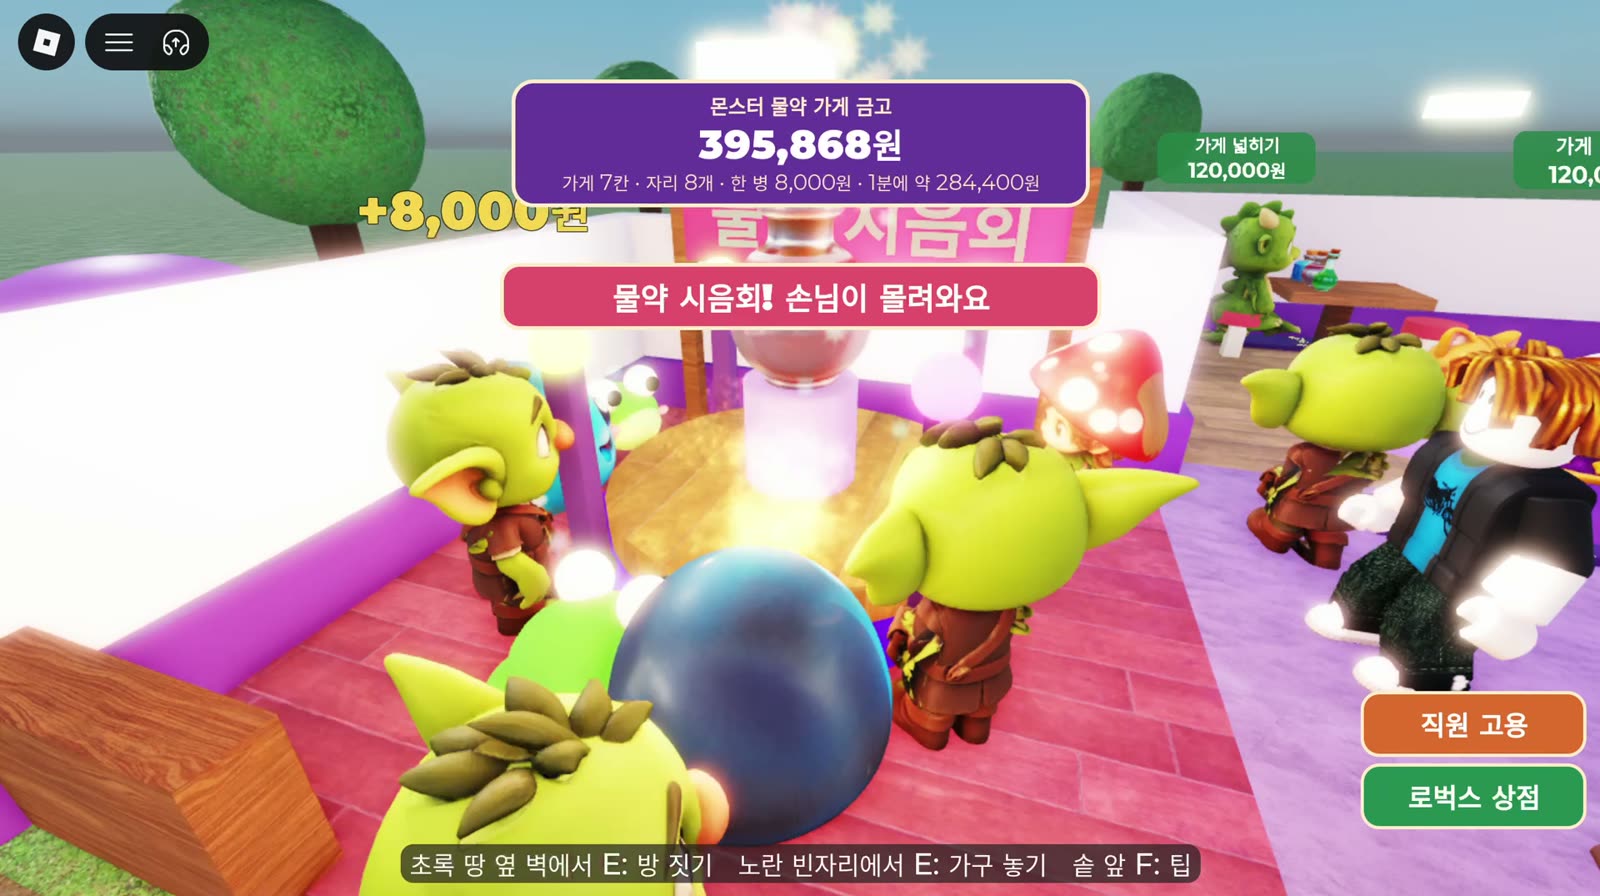 몬스터 물약 가게 금고
395,868원
가게 7칸 · 자리 8개 · 한 병 8,000원 · 1분에 약 284,400원
가게 넓히기
120,000원
가게
+8,000원
시음회
물약 시음회! 손님이 몰려와요
직원 고용
로벅스 상점
초록 땅 옆 벽에서 E: 방 짓기 노란 빈자리에서 E: 가구 놓기 솥 앞 F: 팁